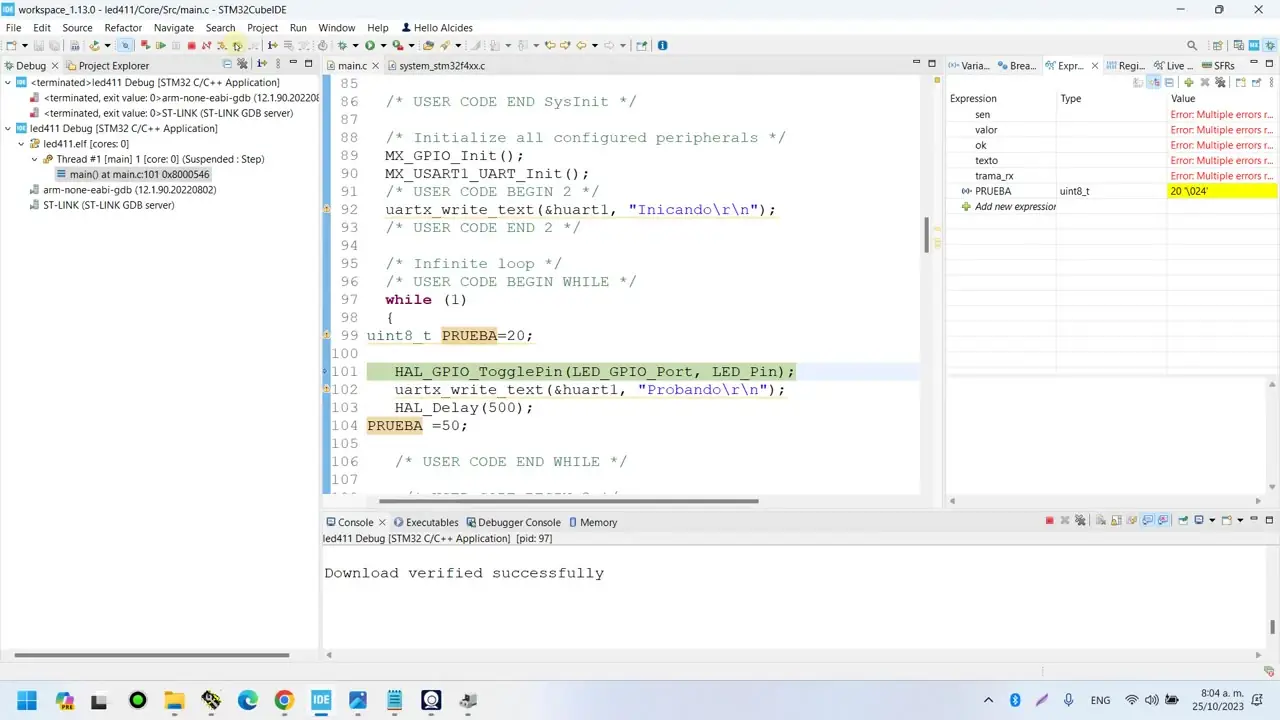 workspace_1.13.0 - led411/Core/Src/main.c - STM32CubeIDE
File Edit Source Refactor Navigate Search Project Run Window Help Hello Alcides
Debug Project Explorer
<terminated>led411 Debug [STM32 C/C++ Application]
<terminated, exit value: 0>arm-none-eabi-gdb (12.1.90.202208
<terminated, exit value: 0>ST-LINK (ST-LINK GDB server)
led411 Debug [STM32 C/C++ Application]
led411.elf [cores: 0]
Thread #1 [main] 1 [core: 0] (Suspended : Step)
main() at main.c:101 0x8000546
arm-none-eabi-gdb (12.1.90.20220802)
ST-LINK (ST-LINK GDB server)
main.c system_stm32f4xx.c
85
86 /* USER CODE END SysInit */
87
88 /* Initialize all configured peripherals */
89 MX_GPIO_Init();
90 MX_USART1_UART_Init();
91 /* USER CODE BEGIN 2 */
92 uartx_write_text(&huart1, "Inicando\r\n");
93 /* USER CODE END 2 */
94
95 /* Infinite loop */
96 /* USER CODE BEGIN WHILE */
97 while (1)
98 {
99 uint8_t PRUEBA=20;
100
101 HAL_GPIO_TogglePin(LED_GPIO_Port, LED_Pin);
102 uartx_write_text(&huart1, "Probando\r\n");
103 HAL_Delay(500);
104 PRUEBA =50;
105
106 /* USER CODE END WHILE */
107
Varia... Brea... Expr... Regi... Live ... SFRs
Expression Type Value
sen Error: Multiple errors r...
valor Error: Multiple errors r...
ok Error: Multiple errors r...
texto Error: Multiple errors r...
trama_rx Error: Multiple errors r...
PRUEBA uint8_t 20 '\024'
Add new expression
Console Executables Debugger Console Memory
led411 Debug [STM32 C/C++ Application] [pid: 97]
Download verified successfully
IDE
ENG
8:04 a. m.
25/10/2023